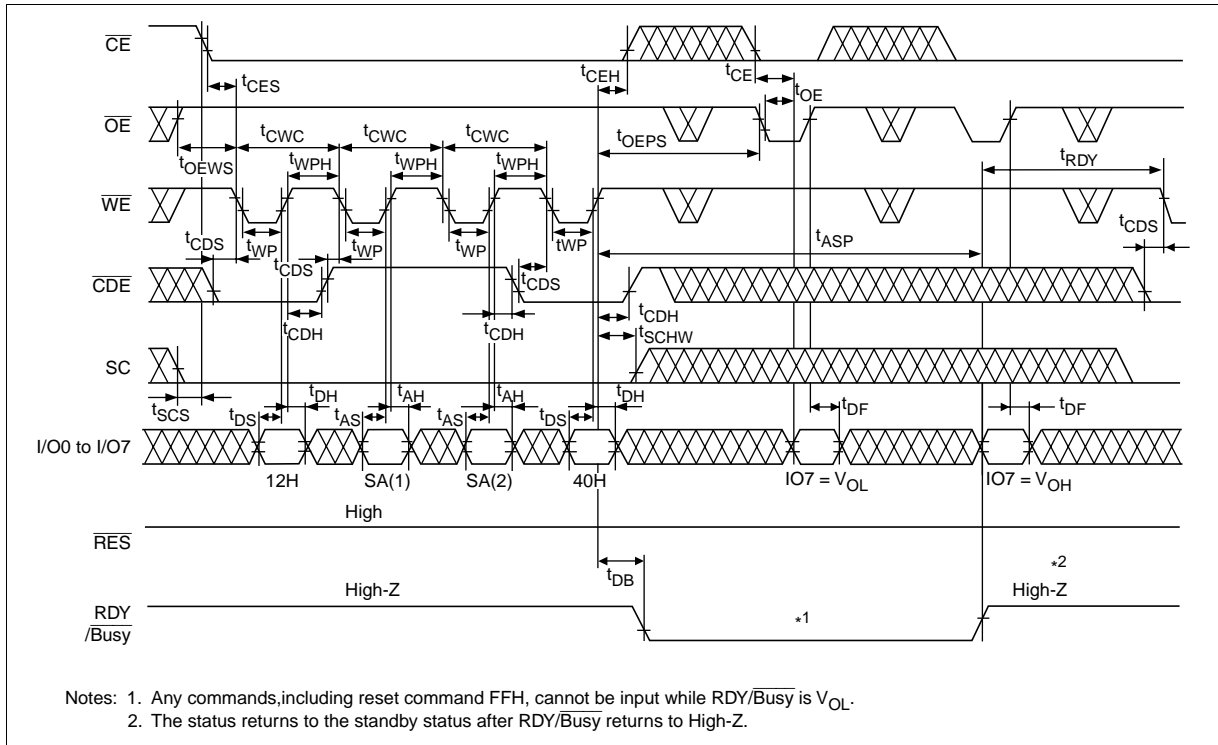 CE
tCES
tCEH
tCE
tOE
OE
tOEWS
tCWC
tCWC
tCWC
tWPH
tWPH
tWPH
tOEPS
tRDY
WE
tCDS
tWP
tCDS
tWP
tWP
tCDS
tWP
tASP
tCDS
CDE
tCDH
tCDH
tCDH
tSCHW
SC
tSCS
tDS
tDH
tAS
tAH
tAS
tAH
tDS
tDH
tDF
tDF
I/O0 to I/O7
12H
SA(1)
SA(2)
40H
IO7 = VOL
IO7 = VOH
High
RES
tDB
*2
High-Z
High-Z
RDY
/Busy
*1
Notes: 1. Any commands,including reset command FFH, cannot be input while RDY/Busy is VOL.
2. The status returns to the standby status after RDY/Busy returns to High-Z.